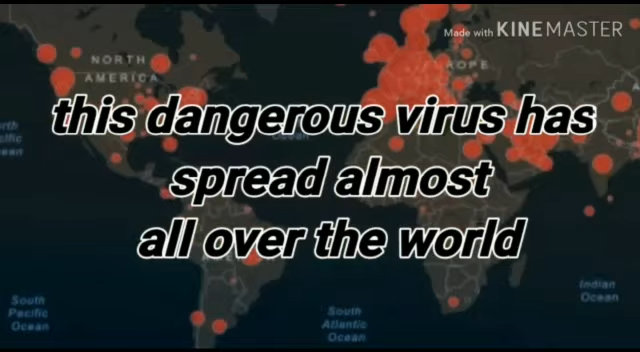 Made with KINEMASTER
NORTH
AMERICA
this dangerous virus has
spread almost
all over the world
South
Pacific
Ocean
South
Atlantic
Ocean
Indian
Ocean